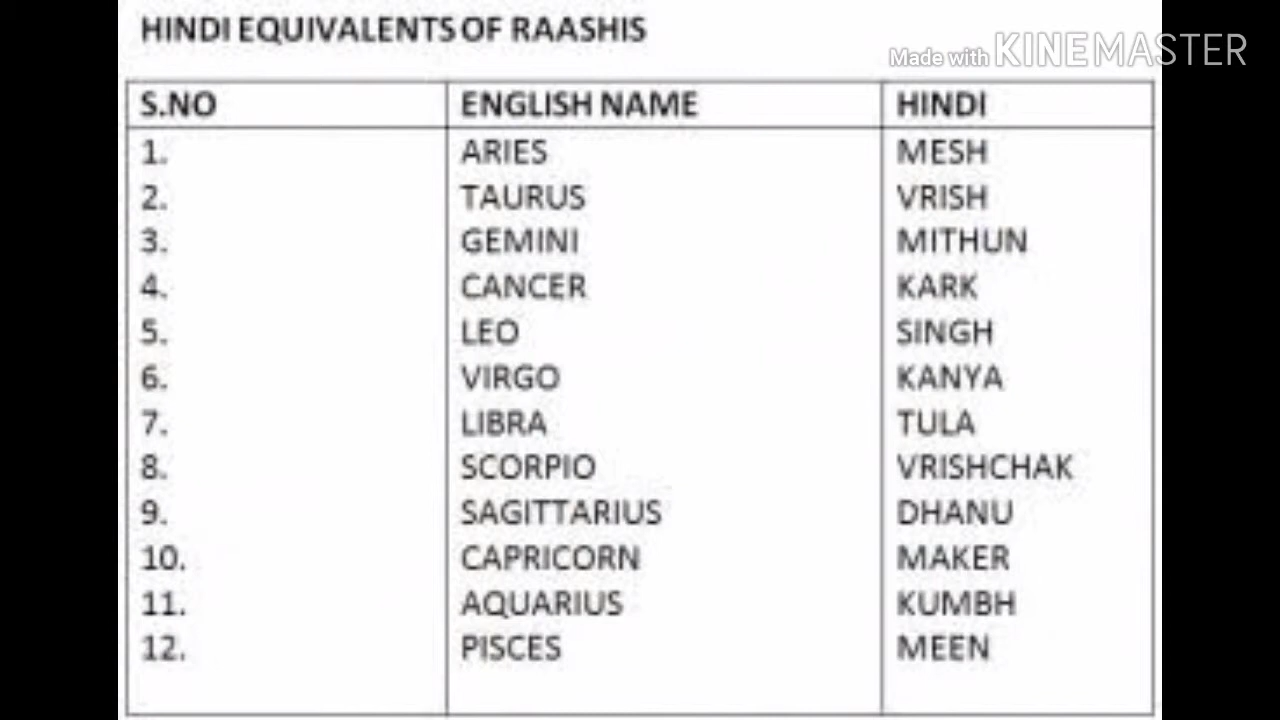 HINDI EQUIVALENTS OF RAASHIS
Made with KINEMASTER
S.NO ENGLISH NAME HINDI
1. ARIES MESH
2. TAURUS VRISH
3. GEMINI MITHUN
4. CANCER KARK
5. LEO SINGH
6. VIRGO KANYA
7. LIBRA TULA
8. SCORPIO VRISHCHAK
9. SAGITTARIUS DHANU
10. CAPRICORN MAKER
11. AQUARIUS KUMBH
12. PISCES MEEN